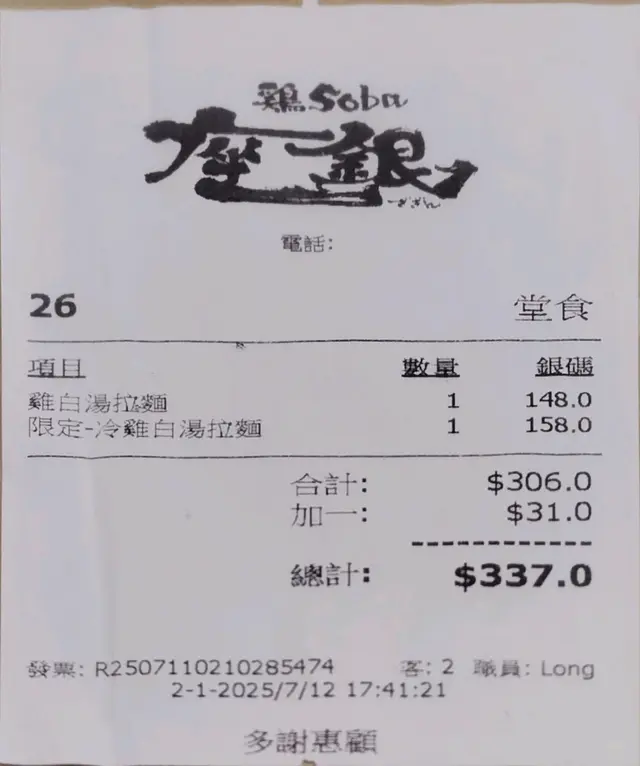 鶏Soba
座銀
ざぎん
電話:
26 堂食
項目 數量 銀碼
雞白湯拉麵 1 148.0
限定-冷雞白湯拉麵 1 158.0
合計: $306.0
加一: $31.0
------------
總計: $337.0
發票: R2507110210285474 客: 2 職員: Long
2-1-2025/7/12 17:41:21
多謝惠顧